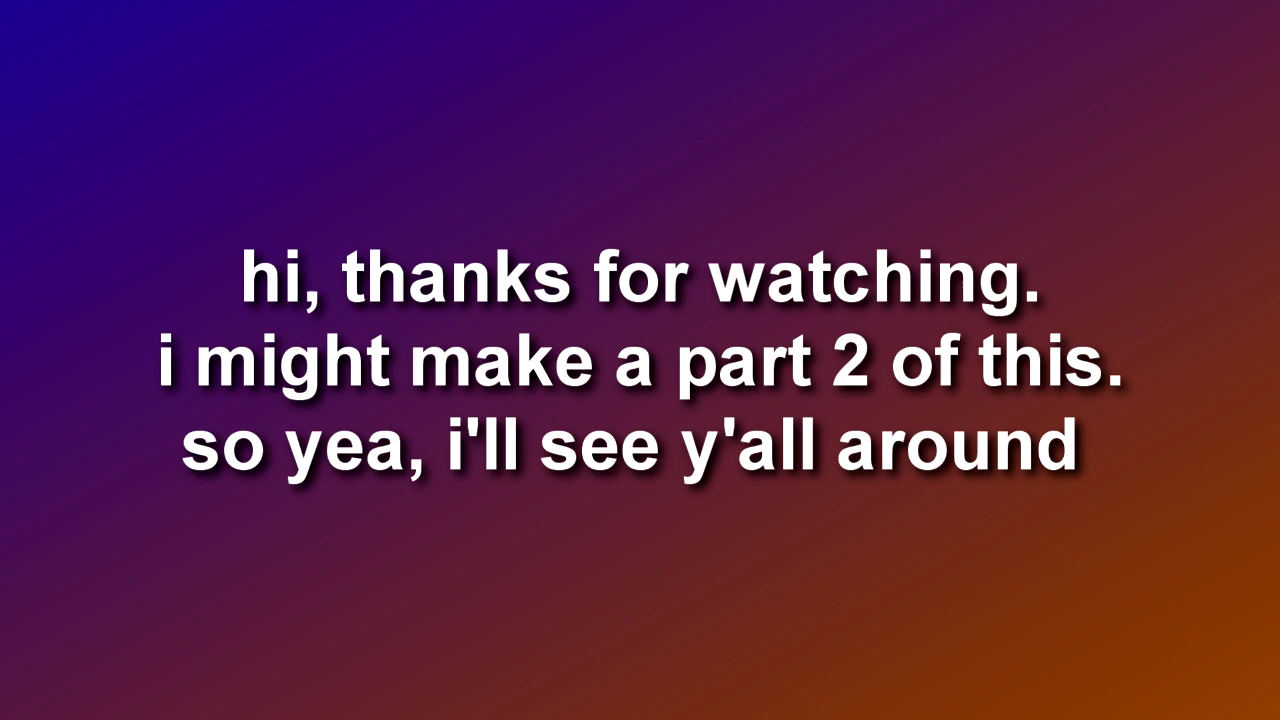 hi, thanks for watching.
i might make a part 2 of this.
so yea, i'll see y'all around